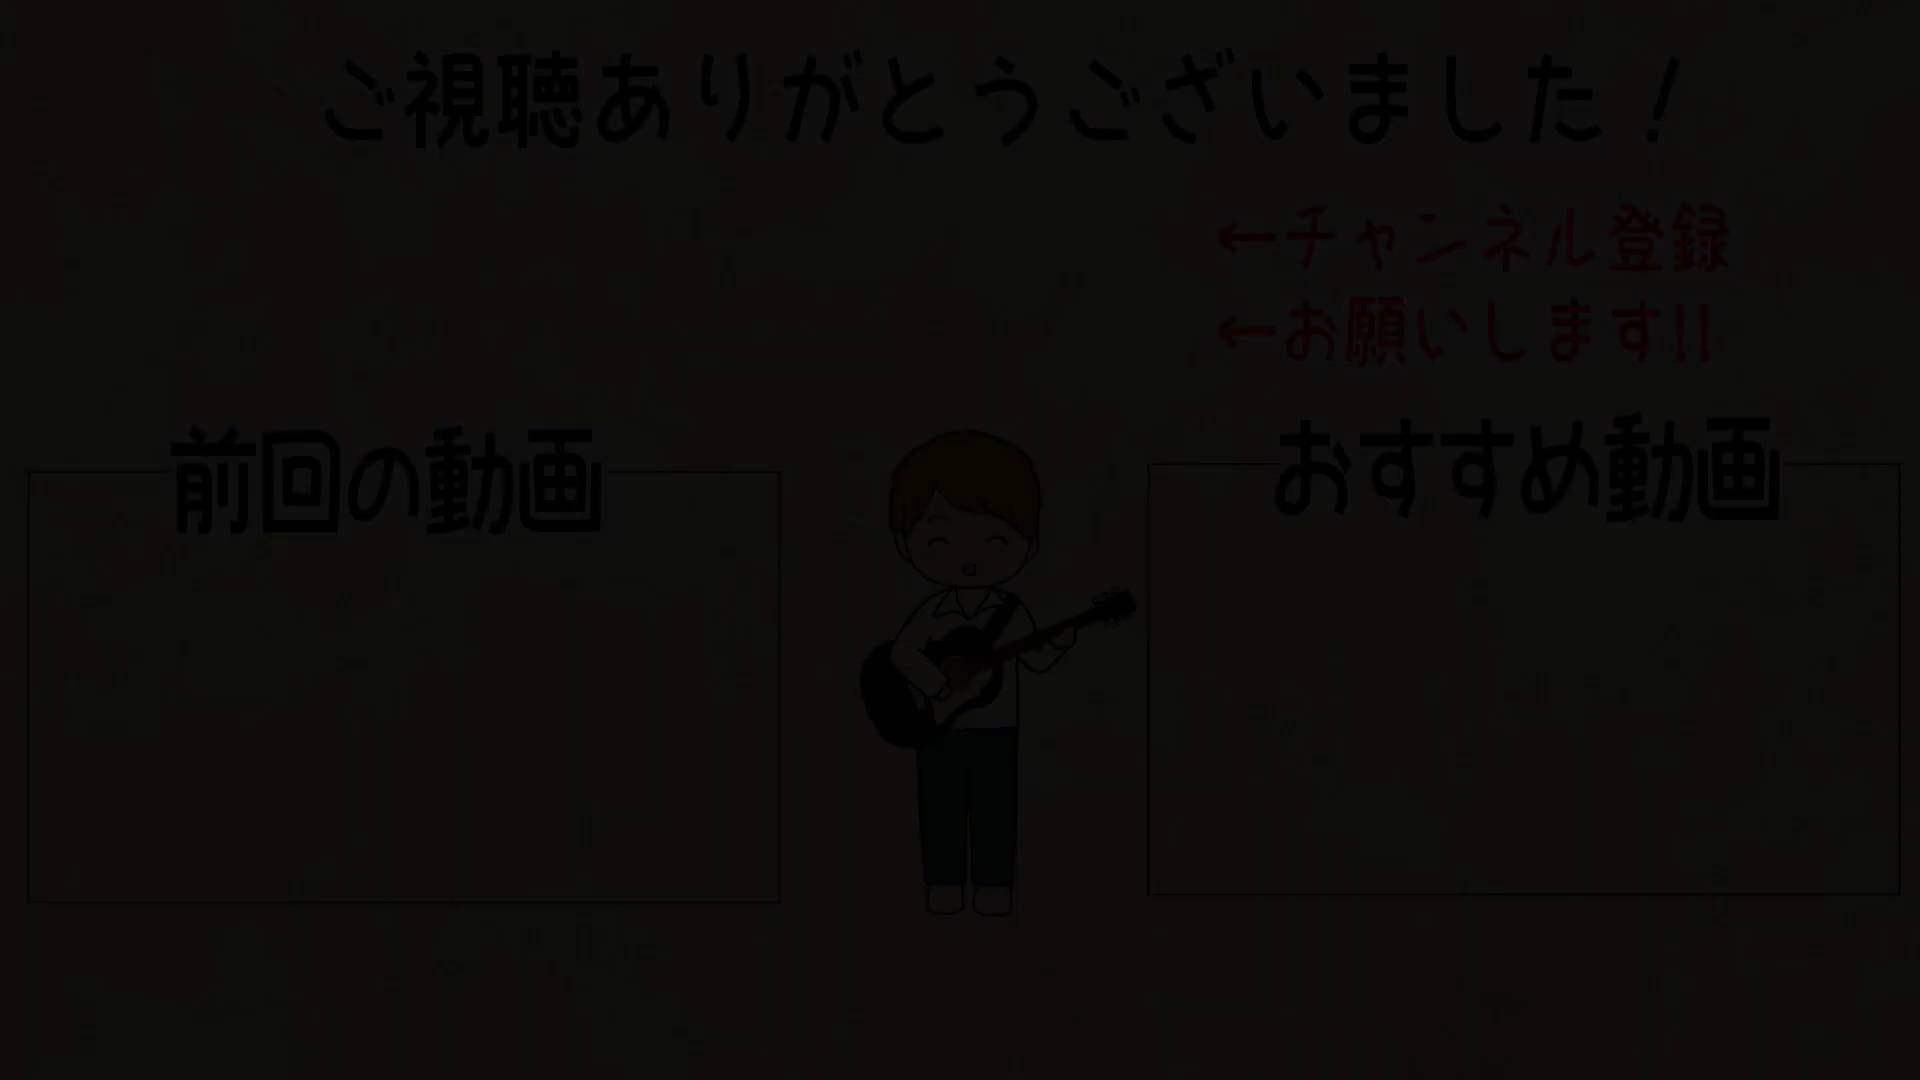 ご視聴ありがとうございました!
←チャンネル登録
←お願いします!!
前回の動画
おすすめ動画